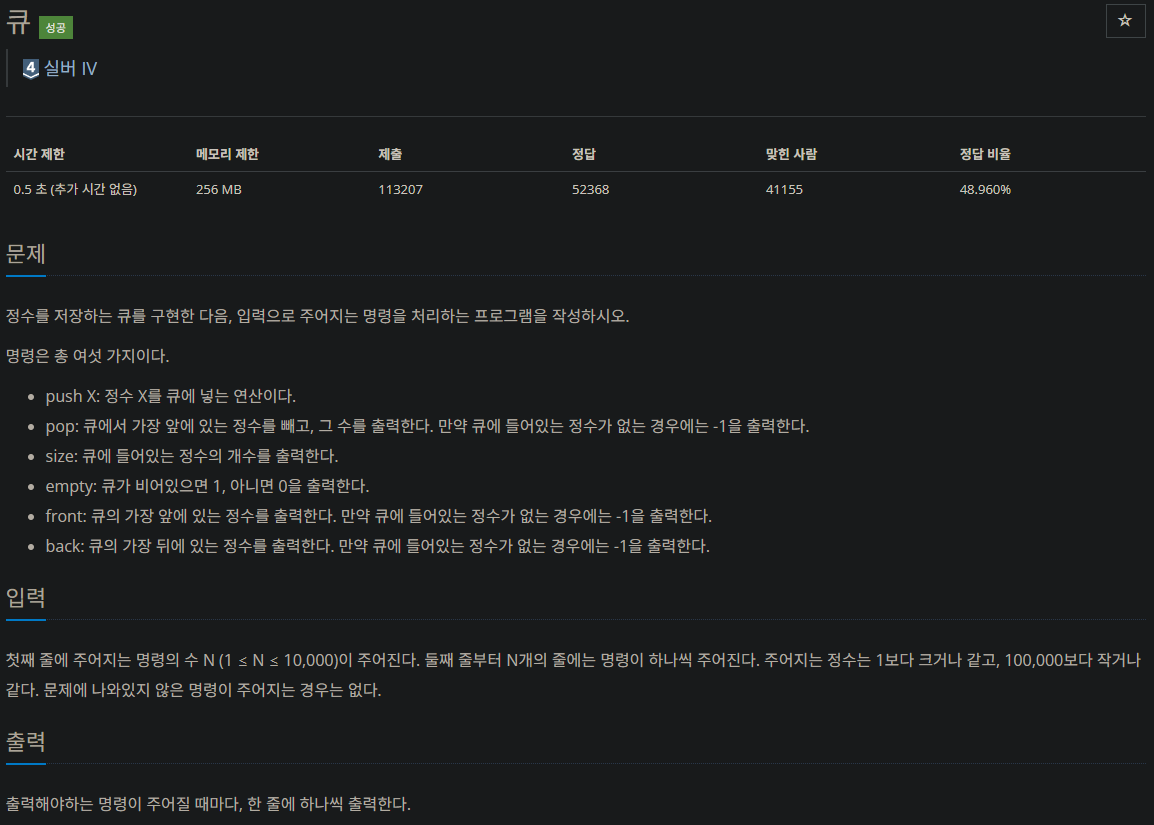 큐 성공
☆
4 실버 IV
시간 제한 메모리 제한 제출 정답 맞힌 사람 정답 비율
0.5 초 (추가 시간 없음) 256 MB 113207 52368 41155 48.960%
문제
정수를 저장하는 큐를 구현한 다음, 입력으로 주어지는 명령을 처리하는 프로그램을 작성하시오.
명령은 총 여섯 가지이다.
• push X: 정수 X를 큐에 넣는 연산이다.
• pop: 큐에서 가장 앞에 있는 정수를 빼고, 그 수를 출력한다. 만약 큐에 들어있는 정수가 없는 경우에는 -1을 출력한다.
• size: 큐에 들어있는 정수의 개수를 출력한다.
• empty: 큐가 비어있으면 1, 아니면 0을 출력한다.
• front: 큐의 가장 앞에 있는 정수를 출력한다. 만약 큐에 들어있는 정수가 없는 경우에는 -1을 출력한다.
• back: 큐의 가장 뒤에 있는 정수를 출력한다. 만약 큐에 들어있는 정수가 없는 경우에는 -1을 출력한다.
입력
첫째 줄에 주어지는 명령의 수 N (1 ≤ N ≤ 10,000)이 주어진다. 둘째 줄부터 N개의 줄에는 명령이 하나씩 주어진다. 주어지는 정수는 1보다 크거나 같고, 100,000보다 작거나
같다. 문제에 나와있지 않은 명령이 주어지는 경우는 없다.
출력
출력해야하는 명령이 주어질 때마다, 한 줄에 하나씩 출력한다.